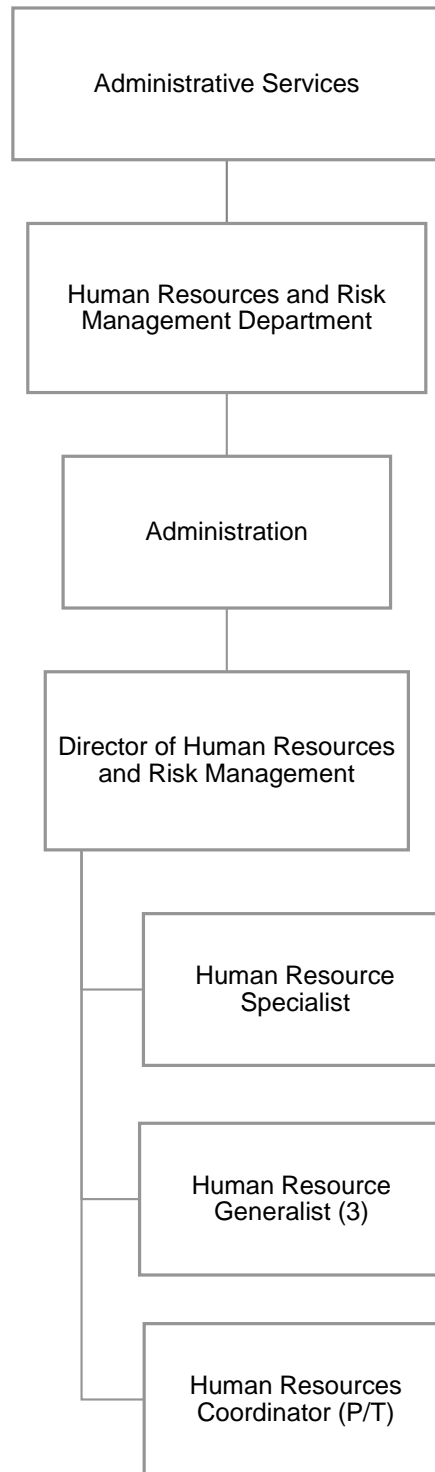 Administrative Services
Human Resources and Risk
Management Department
Administration
Director of Human Resources
and Risk Management
Human Resource
Specialist
Human Resource
Generalist (3)
Human Resources
Coordinator (P/T)